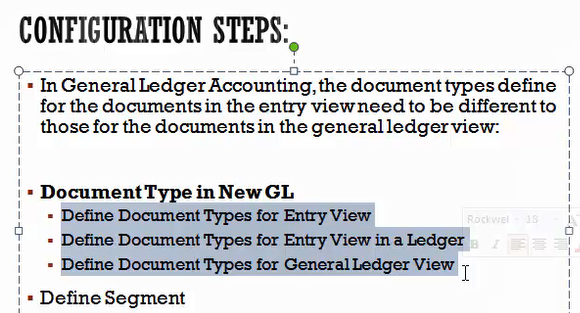 CONFIGURATION STEPS:
In General Ledger Accounting, the document types define
for the documents in the entry view need to be different to
those for the documents in the general ledger view:
Document Type in New GL
Define Document Types for Entry View
Rockwel 18
Define Document Types for Entry View in a Ledger
B I
Define Document Types for General Ledger View
Define Segment